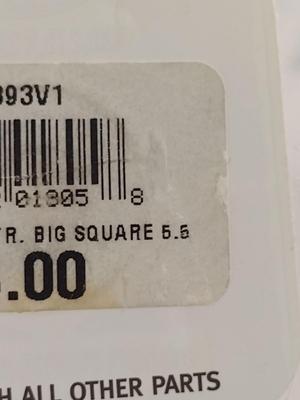 393V1
01805 8
TR. BIG SQUARE 5.5
.00
H ALL OTHER PARTS